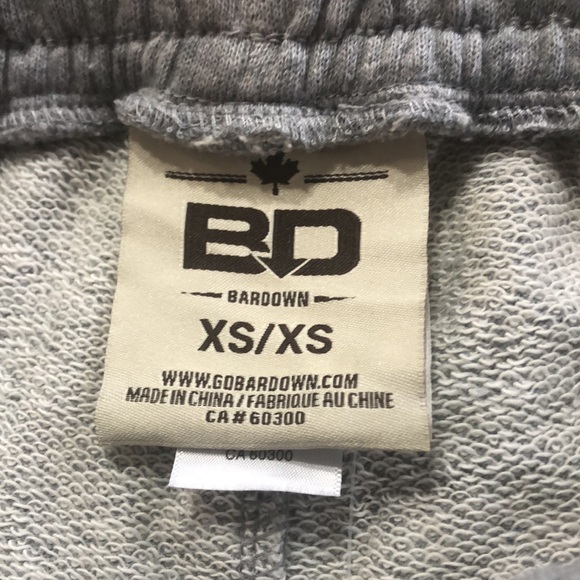 BD
BARDOWN
XS/XS
WWW.GOBARDOWN.COM
MADE IN CHINA / FABRIQUE AU CHINE
CA# 60300
CA 60300